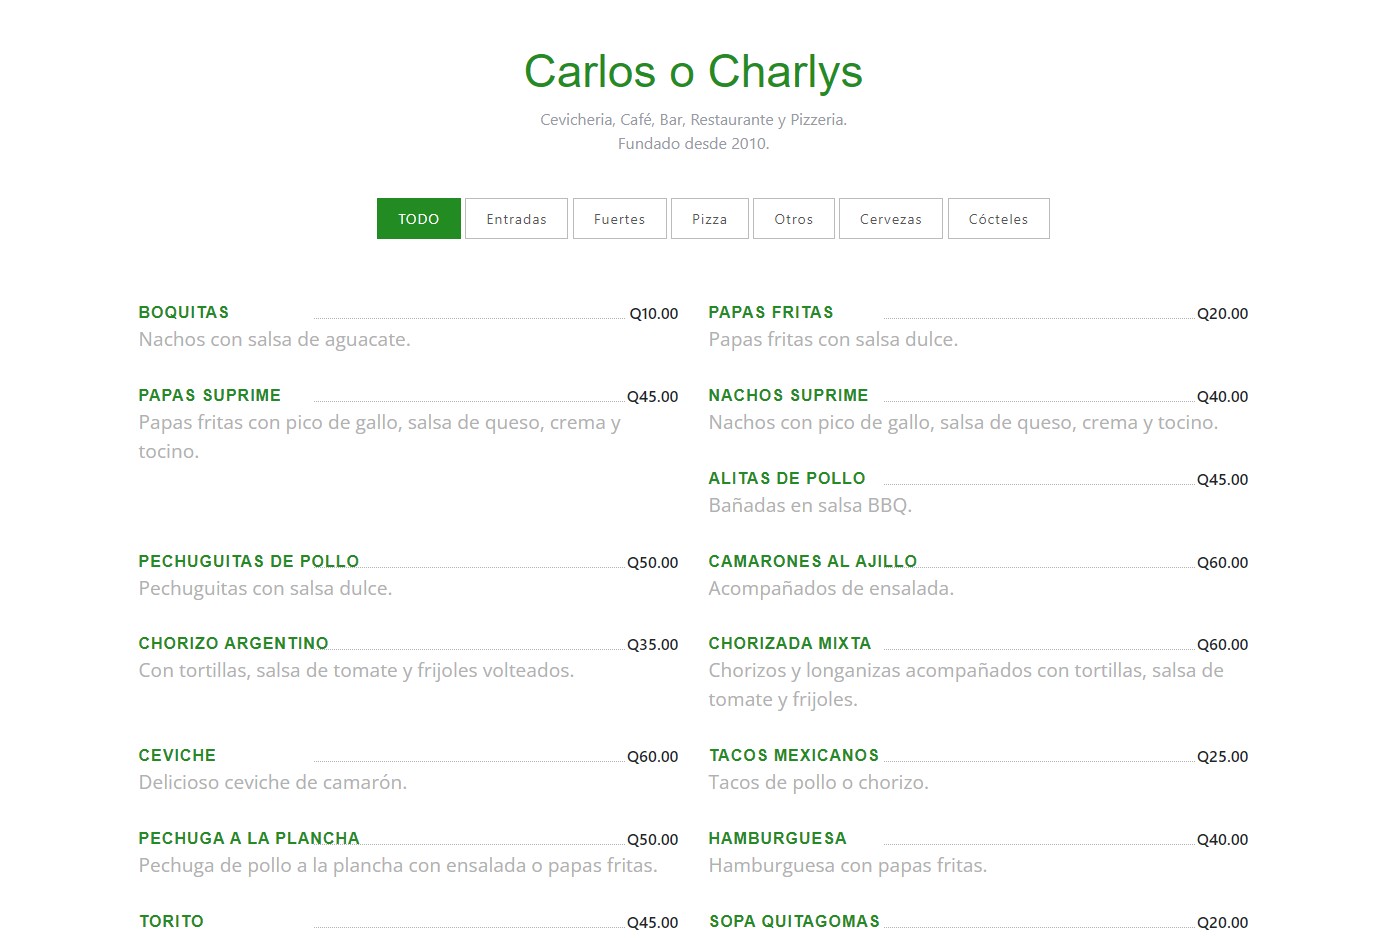 Carlos o Charlys
Cevicheria, Café, Bar, Restaurante y Pizzeria.
Fundado desde 2010.
TODO Entradas Fuertes Pizza Otros Cervezas Cócteles
BOQUITAS Q10.00
Nachos con salsa de aguacate.
PAPAS FRITAS Q20.00
Papas fritas con salsa dulce.
PAPAS SUPRIME Q45.00
Papas fritas con pico de gallo, salsa de queso, crema y
tocino.
NACHOS SUPRIME Q40.00
Nachos con pico de gallo, salsa de queso, crema y tocino.
ALITAS DE POLLO Q45.00
Bañadas en salsa BBQ.
PECHUGUITAS DE POLLO Q50.00
Pechuguitas con salsa dulce.
CAMARONES AL AJILLO Q60.00
Acompañados de ensalada.
CHORIZO ARGENTINO Q35.00
Con tortillas, salsa de tomate y frijoles volteados.
CHORIZADA MIXTA Q60.00
Chorizos y longanizas acompañados con tortillas, salsa de
tomate y frijoles.
CEVICHE Q60.00
Delicioso ceviche de camarón.
TACOS MEXICANOS Q25.00
Tacos de pollo o chorizo.
PECHUGA A LA PLANCHA Q50.00
Pechuga de pollo a la plancha con ensalada o papas fritas.
HAMBURGUESA Q40.00
Hamburguesa con papas fritas.
TORITO Q45.00
SOPA QUITAGOMAS Q20.00